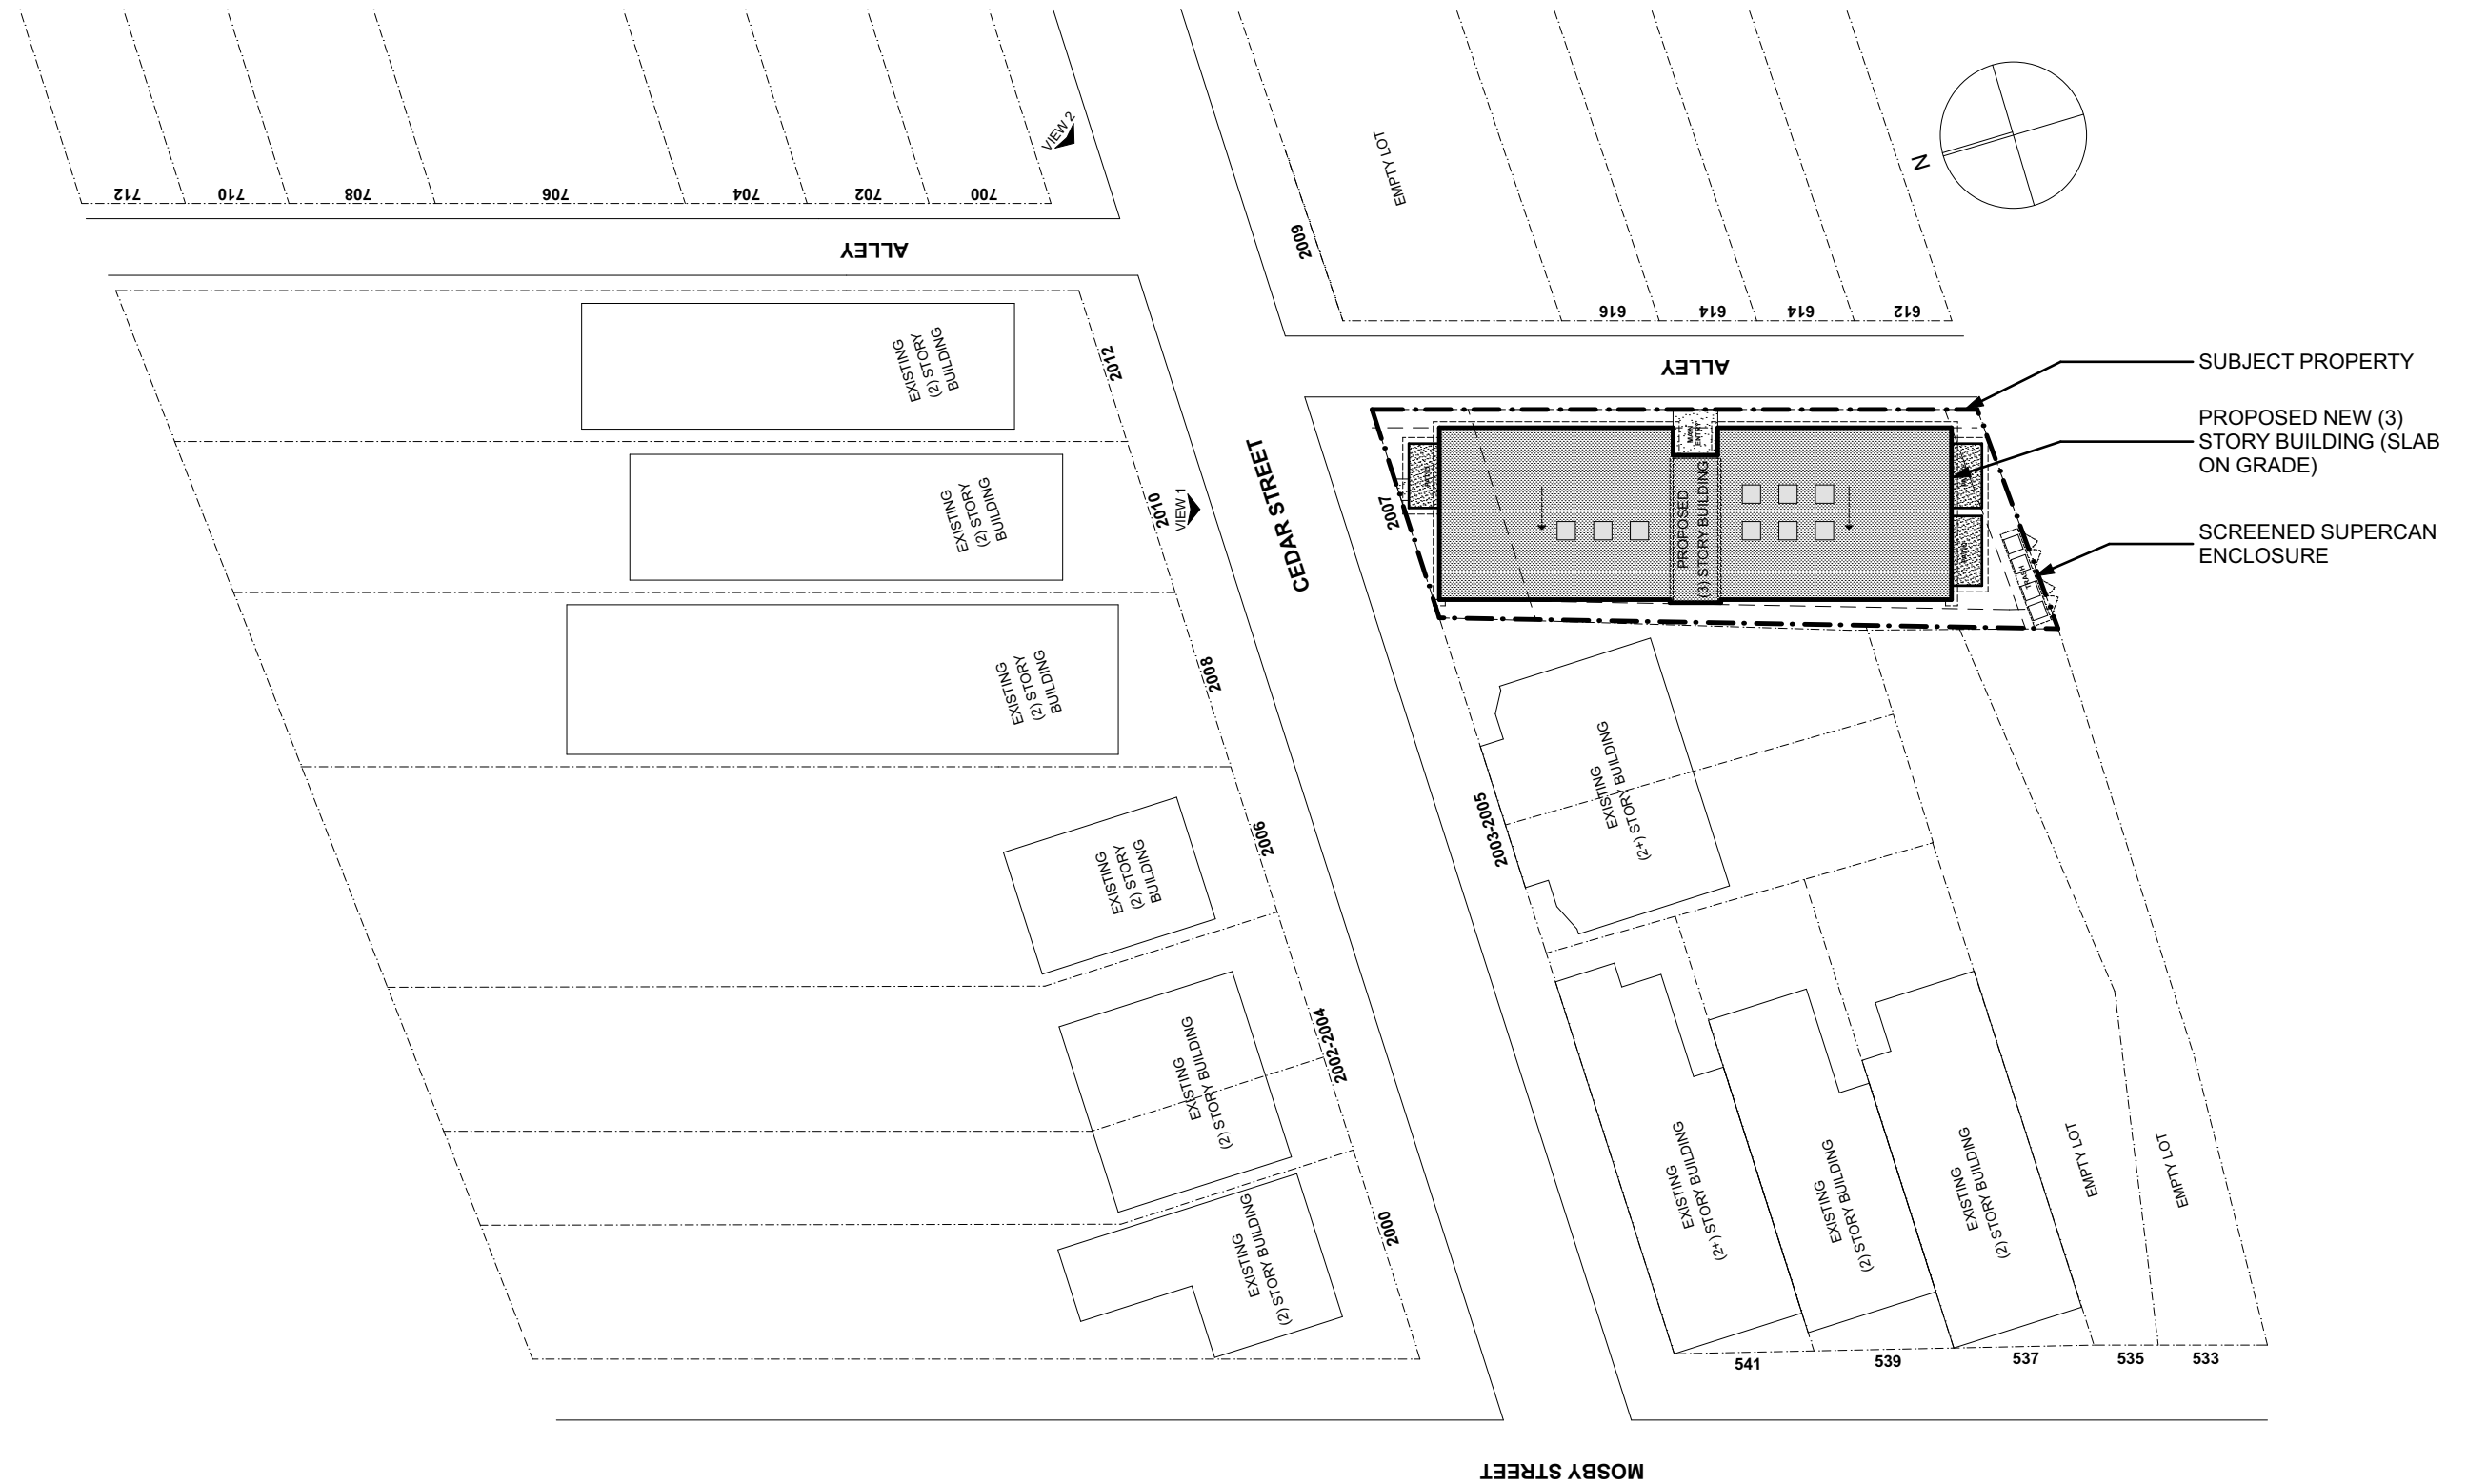 VIEW 2
712
710
708
706
704
702
700
ALLEY
EMPTY LOT
2009
616
614
614
612
N
ALLEY
SUBJECT PROPERTY
PROPOSED NEW (3)
STORY BUILDING (SLAB
ON GRADE)
SCREENED SUPERCAN
ENCLOSURE
MAIN
ENTRY
PROPOSED
(3) STORY BUILDING
TRASH
2007
CEDAR STREET
EXISTING
(2) STORY
BUILDING
2012
EXISTING
(2) STORY
BUILDING
2010
VIEW 1
EXISTING
(2) STORY
BUILDING
2008
EXISTING
(2) STORY
BUILDING
2006
EXISTING
(2) STORY BUILDING
2002-2004
EXISTING
(2) STORY BUILDING
2000
2003-2005
EXISTING
(2+) STORY BUILDING
EXISTING
(2+) STORY BUILDING
EXISTING
(2) STORY BUILDING
EXISTING
(2) STORY BUILDING
EMPTY LOT
EMPTY LOT
541
539
537
535
533
MOSBY STREET